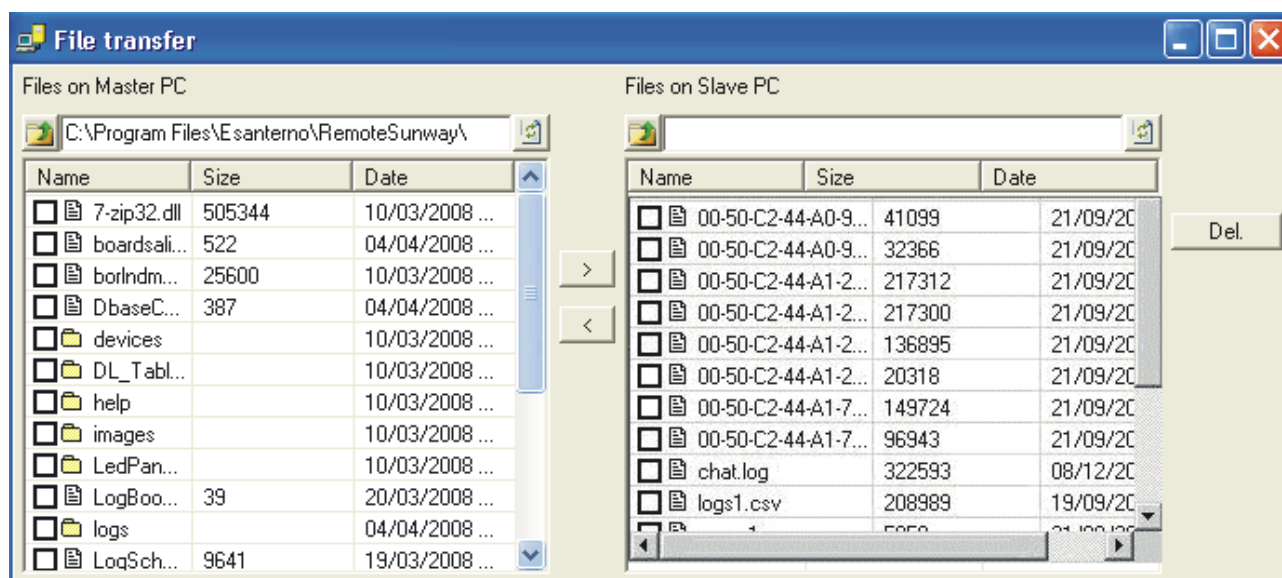 File transfer
Files on Master PC
C:\Program Files\Esanterno\RemoteSunway\
Name Size Date
7-zip32.dll 505344 10/03/2008 ...
boardsali... 522 04/04/2008 ...
borlndm... 25600 10/03/2008 ...
DbaseC... 387 04/04/2008 ...
devices 10/03/2008 ...
DL_Tabl... 10/03/2008 ...
help 10/03/2008 ...
images 10/03/2008 ...
LedPan... 10/03/2008 ...
LogBoo... 39 20/03/2008 ...
logs 04/04/2008 ...
LogSch... 9641 19/03/2008 ...
>
<
Files on Slave PC
Name Size Date
00-50-C2-44-A0-9... 41099 21/09/20
00-50-C2-44-A0-9... 32366 21/09/20
00-50-C2-44-A1-2... 217312 21/09/20
00-50-C2-44-A1-2... 217300 21/09/20
00-50-C2-44-A1-2... 136895 21/09/20
00-50-C2-44-A1-2... 20318 21/09/20
00-50-C2-44-A1-7... 149724 21/09/20
00-50-C2-44-A1-7... 96943 21/09/20
chat.log 322593 08/12/20
logs1.csv 208989 19/09/20
Del.